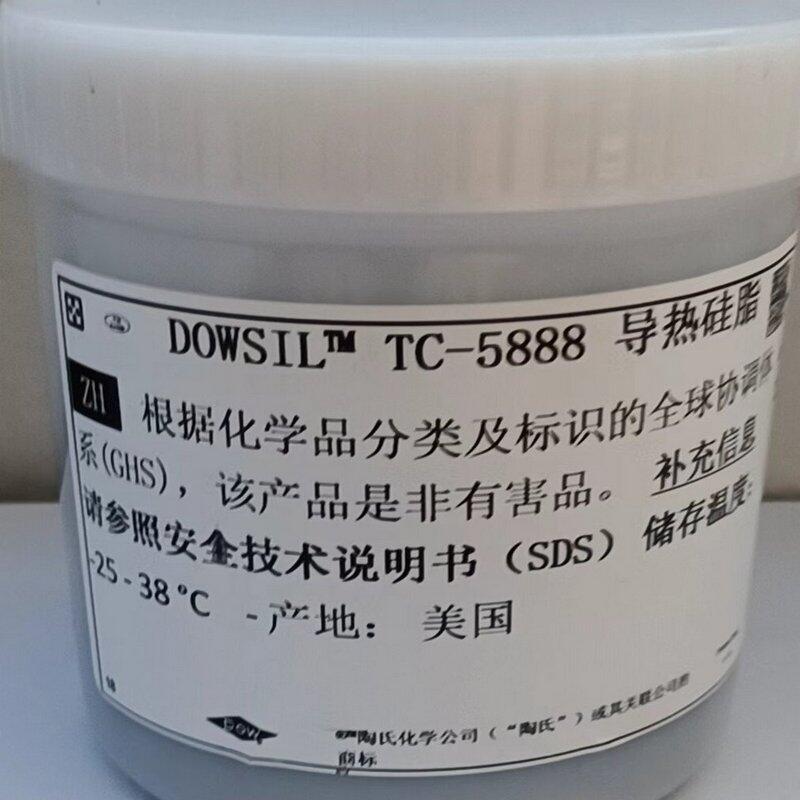 DOWSIL™ TC-5888 导热硅脂
ZH 根据化学品分类及标识的全球协调体
系(GHS)，该产品是非有害品。 补充信息
请参照安全技术说明书（SDS） 储存温度:
-25-38°C -产地： 美国
DOW
陶氏化学公司（“陶氏”）或其关联公司的
商标